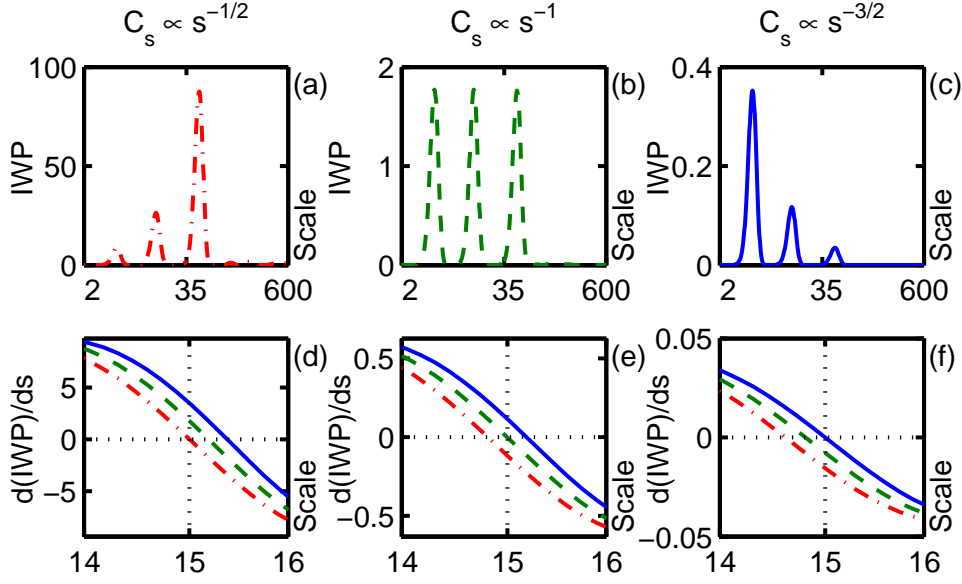 C_s ∝ s^{−1/2}
C_s ∝ s^{−1}
C_s ∝ s^{−3/2}
100
50
0
IWP
(a)
Scale
2 35 600
2
1
0
IWP
(b)
Scale
2 35 600
0.4
0.2
0
IWP
(c)
Scale
2 35 600
5
0
−5
d(IWP)/ds
(d)
Scale
14 15 16
0.5
0
−0.5
d(IWP)/ds
(e)
Scale
14 15 16
0.05
0
−0.05
d(IWP)/ds
(f)
Scale
14 15 16